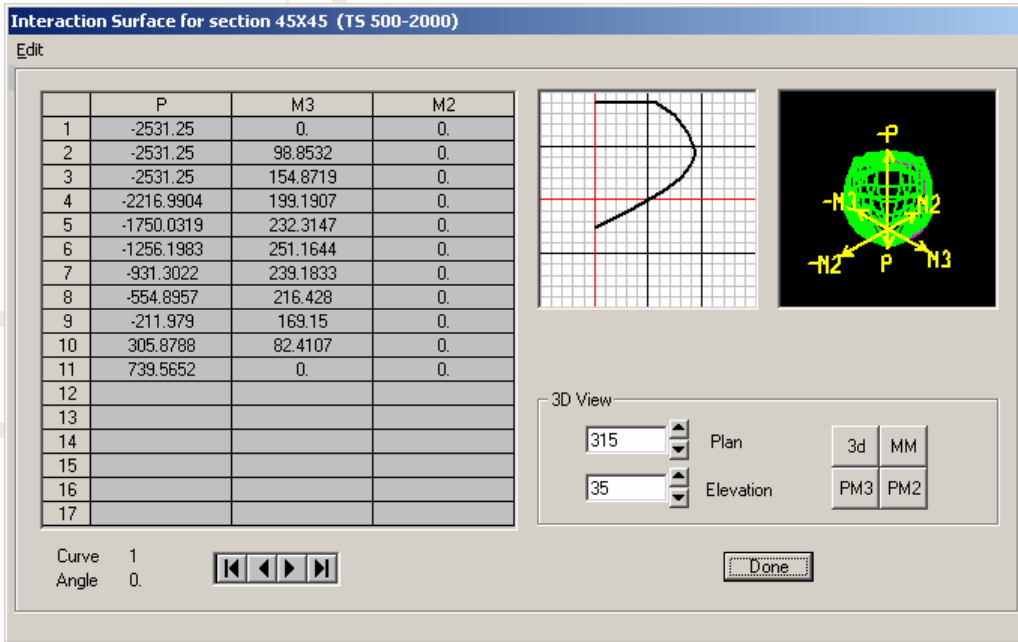 Interaction Surface for section 45X45 (TS 500-2000)
Edit
P M3 M2
1 -2531.25 0. 0.
2 -2531.25 98.8532 0.
3 -2531.25 154.8719 0.
4 -2216.9904 199.1907 0.
5 -1750.0319 232.3147 0.
6 -1256.1983 251.1644 0.
7 -931.3022 239.1833 0.
8 -554.8957 216.428 0.
9 -211.979 169.15 0.
10 305.8788 82.4107 0.
11 739.5652 0. 0.
12
13
14
15
16
17
Curve 1
Angle 0.
-P
-M3 M2
-M2 P M3
3D View
315 Plan
35 Elevation
3d MM
PM3 PM2
Done